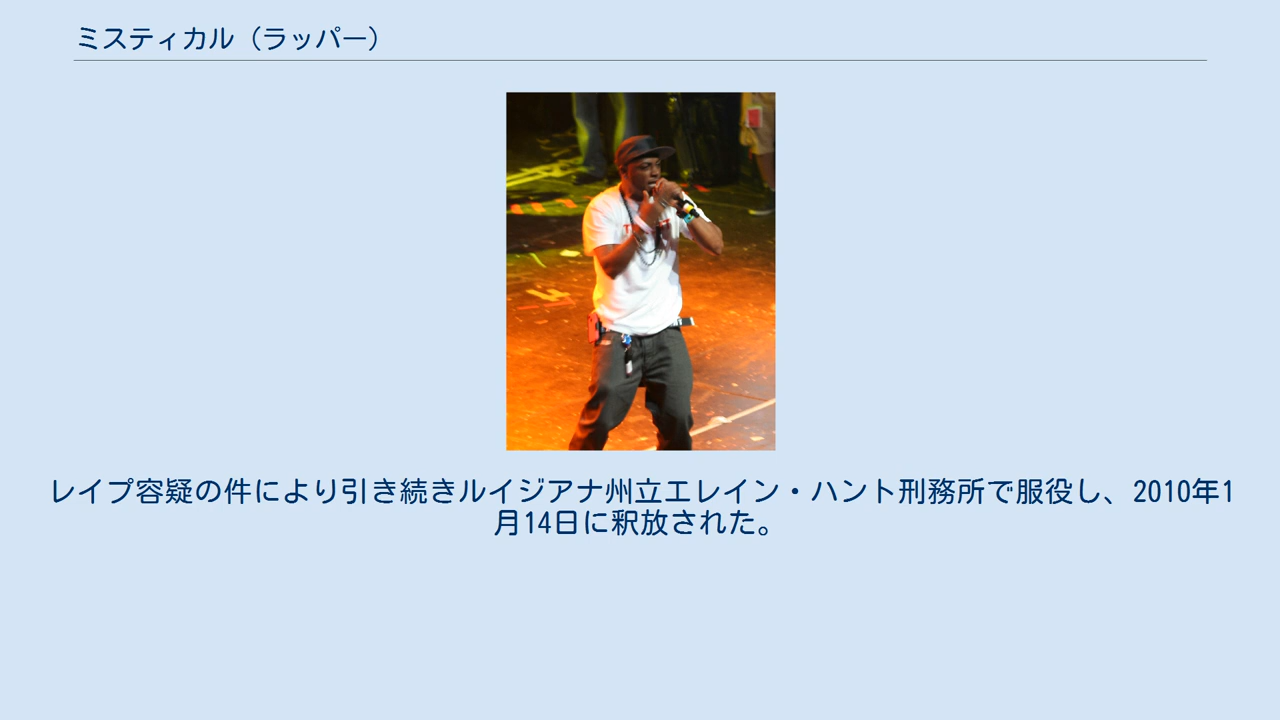 ミスティカル（ラッパー）
レイプ容疑の件により引き続きルイジアナ州立エレイン・ハント刑務所で服役し、2010年1
月14日に釈放された。